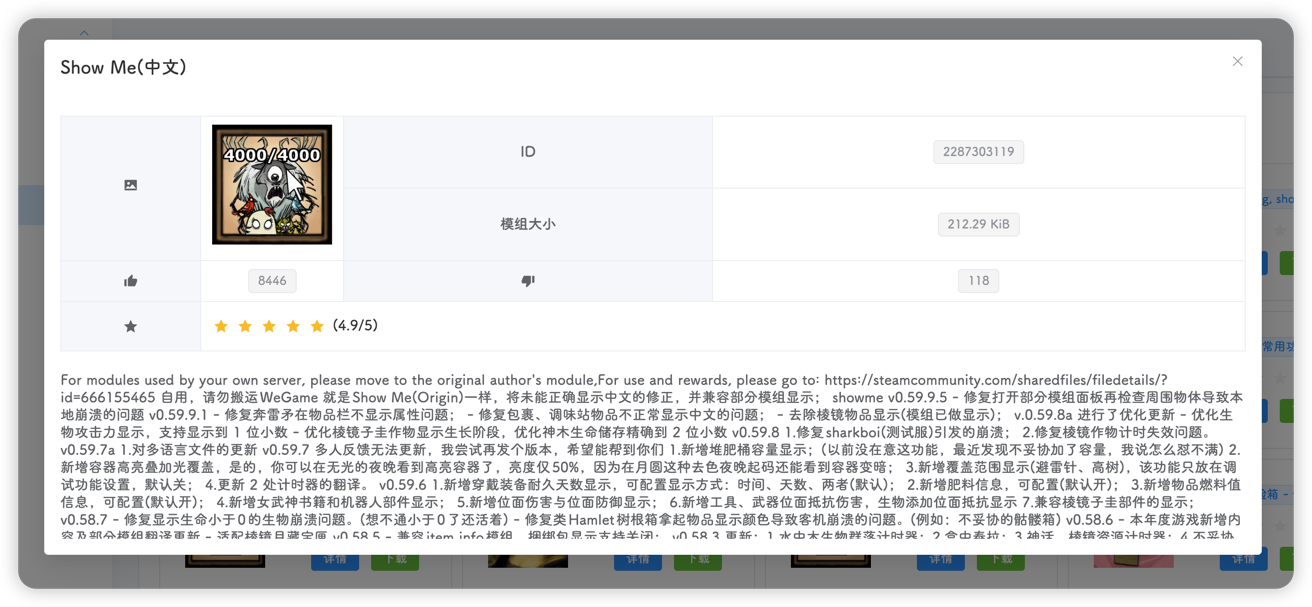 Show Me(中文)
4000/4000
ID
2287303119
模组大小
212.29 KiB
8446
118
(4.9/5)
For modules used by your own server, please move to the original author's module,For use and rewards, please go to: https://steamcommunity.com/sharedfiles/filedetails/?
id=666155465 自用，请勿搬运WeGame 就是Show Me(Origin)一样，将未能正确显示中文的修正，并兼容部分模组显示； showme v0.59.9.5 - 修复打开部分模组面板再检查周围物体导致本
地崩溃的问题 v0.59.9.1 - 修复奔雷矛在物品栏不显示属性问题； - 修复包裹、调味站物品不正常显示中文的问题； - 去除棱镜物品显示(模组已做显示)； v.0.59.8a 进行了优化更新 - 优化生
物攻击力显示，支持显示到 1 位小数 - 优化棱镜子圭作物显示生长阶段，优化神木生命储存精确到 2 位小数 v0.59.8 1.修复sharkboi(测试服)引发的崩溃； 2.修复棱镜作物计时失效问题。
v0.59.7a 1.对多语言文件的更新 v0.59.7 多人反馈无法更新，我尝试再发个版本，希望能帮到你们 1.新增堆肥桶容量显示；(以前没在意这功能，最近发现不妥协加了容量，我说怎么怼不满) 2.
新增容器高亮叠加光覆盖，是的，你可以在无光的夜晚看到高亮容器了，亮度仅50%，因为在月圆这种去色夜晚起码还能看到容器变暗； 3.新增覆盖范围显示(避雷针、高树)，该功能只放在调
试功能设置，默认关； 4.更新 2 处计时器的翻译。 v0.59.6 1.新增穿戴装备耐久天数显示，可配置显示方式：时间、天数、两者(默认)； 2.新增肥料信息，可配置(默认开)； 3.新增物品燃料值
信息，可配置(默认开)； 4.新增女武神书籍和机器人部件显示； 5.新增位面伤害与位面防御显示； 6.新增工具、武器位面抵抗伤害，生物添加位面抵抗显示 7.兼容棱镜子圭部件的显示；
v0.58.7 - 修复显示生命小于0的生物崩溃问题。(想不通小于0了还活着) - 修复类Hamlet树根箱拿起物品显示颜色导致客机崩溃的问题。(例如：不妥协的骷髅箱) v0.58.6 - 本年度游戏新增内
容及部分模组翻译更新 - 适配棱镜月藏宝匣 v0.58.5 - 兼容item info模组，捆绑包显示支持关闭； v0.58.3 更新：1.水中木生物群落计时器；2.盒中泰拉；3.神话、棱镜资源计时器；4.不妥协
g, sho
常用功
详情
下载
详情
下载
详情
下载
详情